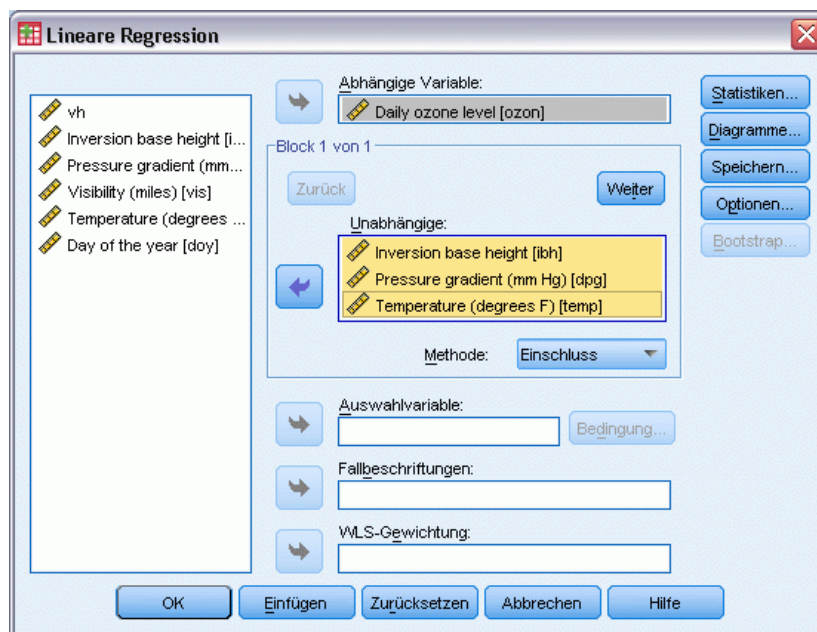 Lineare Regression
vh
Inversion base height [i...
Pressure gradient (mm...
Visibility (miles) [vis]
Temperature (degrees ...
Day of the year [doy]
Abhängige Variable:
Daily ozone level [ozon]
Block 1 von 1
Zurück
Weiter
Unabhängige:
Inversion base height [ibh]
Pressure gradient (mm Hg) [dpg]
Temperature (degrees F) [temp]
Methode:
Einschluss
Auswahlvariable:
Bedingung...
Fallbeschriftungen:
WLS-Gewichtung:
Statistiken...
Diagramme...
Speichern...
Optionen...
Bootstrap...
OK
Einfügen
Zurücksetzen
Abbrechen
Hilfe